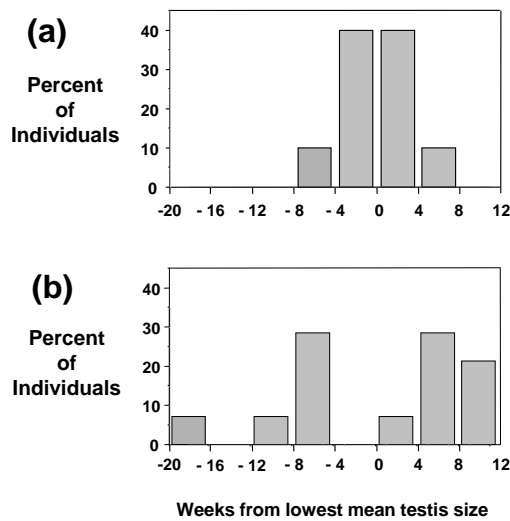 (a)
Percent
of
Individuals
40
30
20
10
0
-20 - 16 - 12 - 8 - 4 0 4 8 12
(b)
Percent
of
Individuals
40
30
20
10
0
-20 - 16 - 12 - 8 - 4 0 4 8 12
Weeks from lowest mean testis size